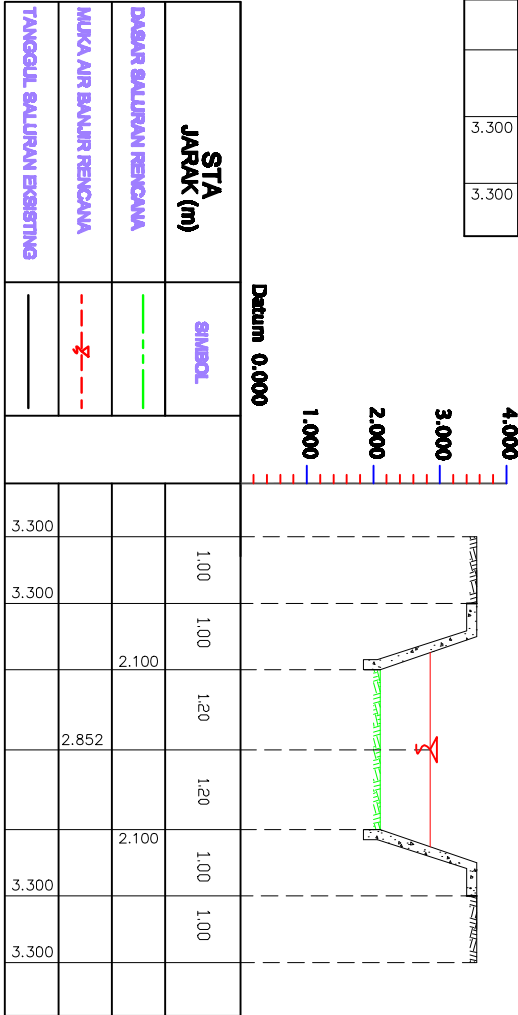 3.300
3.300
4.000
3.000
2.000
1.000
Datum 0.000
STA
JARAK (m)
SIMBOL
1.00
1.00
1.20
1.20
1.00
1.00
DASAR SALURAN RENCANA
2.100
2.100
MUKA AIR BANJIR RENCANA
2.852
TANGGUL SALURAN EKSISTING
3.300
3.300
3.300
3.300